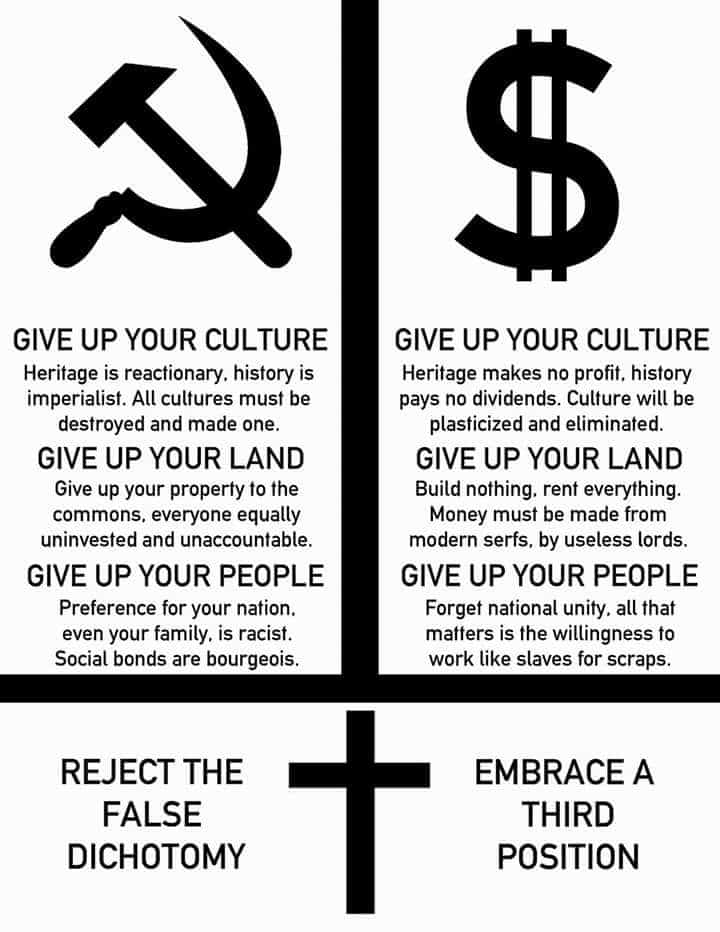 GIVE UP YOUR CULTURE
Heritage is reactionary, history is
imperialist. All cultures must be
destroyed and made one.
GIVE UP YOUR LAND
Give up your property to the
commons, everyone equally
uninvested and unaccountable.
GIVE UP YOUR PEOPLE
Preference for your nation,
even your family, is racist.
Social bonds are bourgeois.
GIVE UP YOUR CULTURE
Heritage makes no profit, history
pays no dividends. Culture will be
plasticized and eliminated.
GIVE UP YOUR LAND
Build nothing, rent everything.
Money must be made from
modern serfs, by useless lords.
GIVE UP YOUR PEOPLE
Forget national unity, all that
matters is the willingness to
work like slaves for scraps.
REJECT THE
FALSE
DICHOTOMY
EMBRACE A
THIRD
POSITION